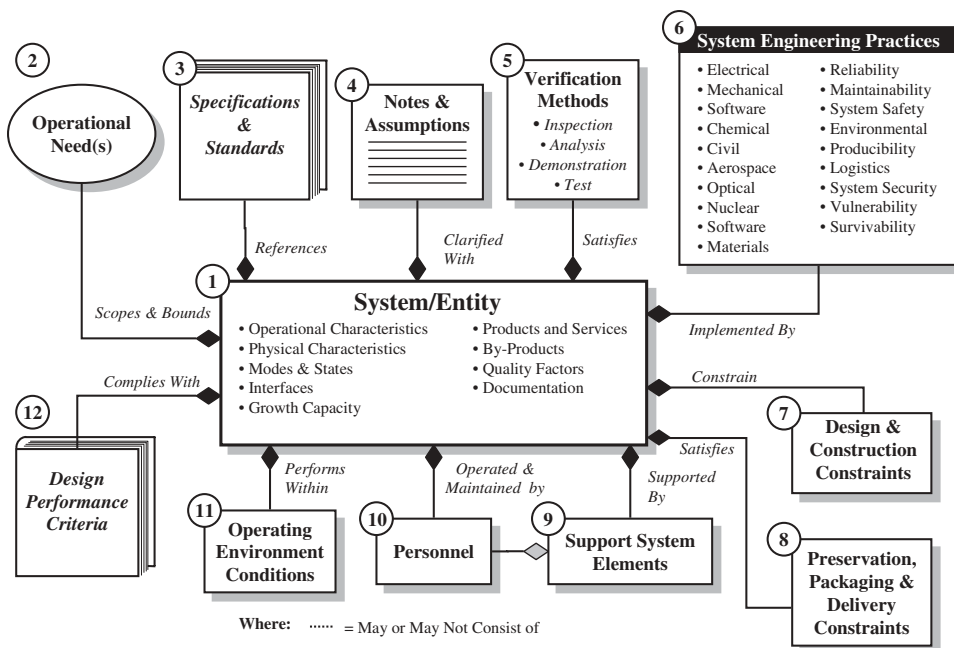 2
Operational
Need(s)
3
Specifications
&
Standards
4
Notes &
Assumptions
5
Verification
Methods
• Inspection
• Analysis
• Demonstration
• Test
6
System Engineering Practices
• Electrical
• Mechanical
• Software
• Chemical
• Civil
• Aerospace
• Optical
• Nuclear
• Software
• Materials
• Reliability
• Maintainability
• System Safety
• Environmental
• Producibility
• Logistics
• System Security
• Vulnerability
• Survivability
References
Clarified
With
Satisfies
Scopes & Bounds
Implemented By
1
System/Entity
• Operational Characteristics
• Physical Characteristics
• Modes & States
• Interfaces
• Growth Capacity
• Products and Services
• By-Products
• Quality Factors
• Documentation
Complies With
Constrain
12
Design
Performance
Criteria
7
Design &
Construction
Constraints
Performs
Within
Operated &
Maintained by
Supported
By
Satisfies
11
Operating
Environment
Conditions
10
Personnel
9
Support System
Elements
8
Preservation,
Packaging &
Delivery
Constraints
Where: ...... = May or May Not Consist of